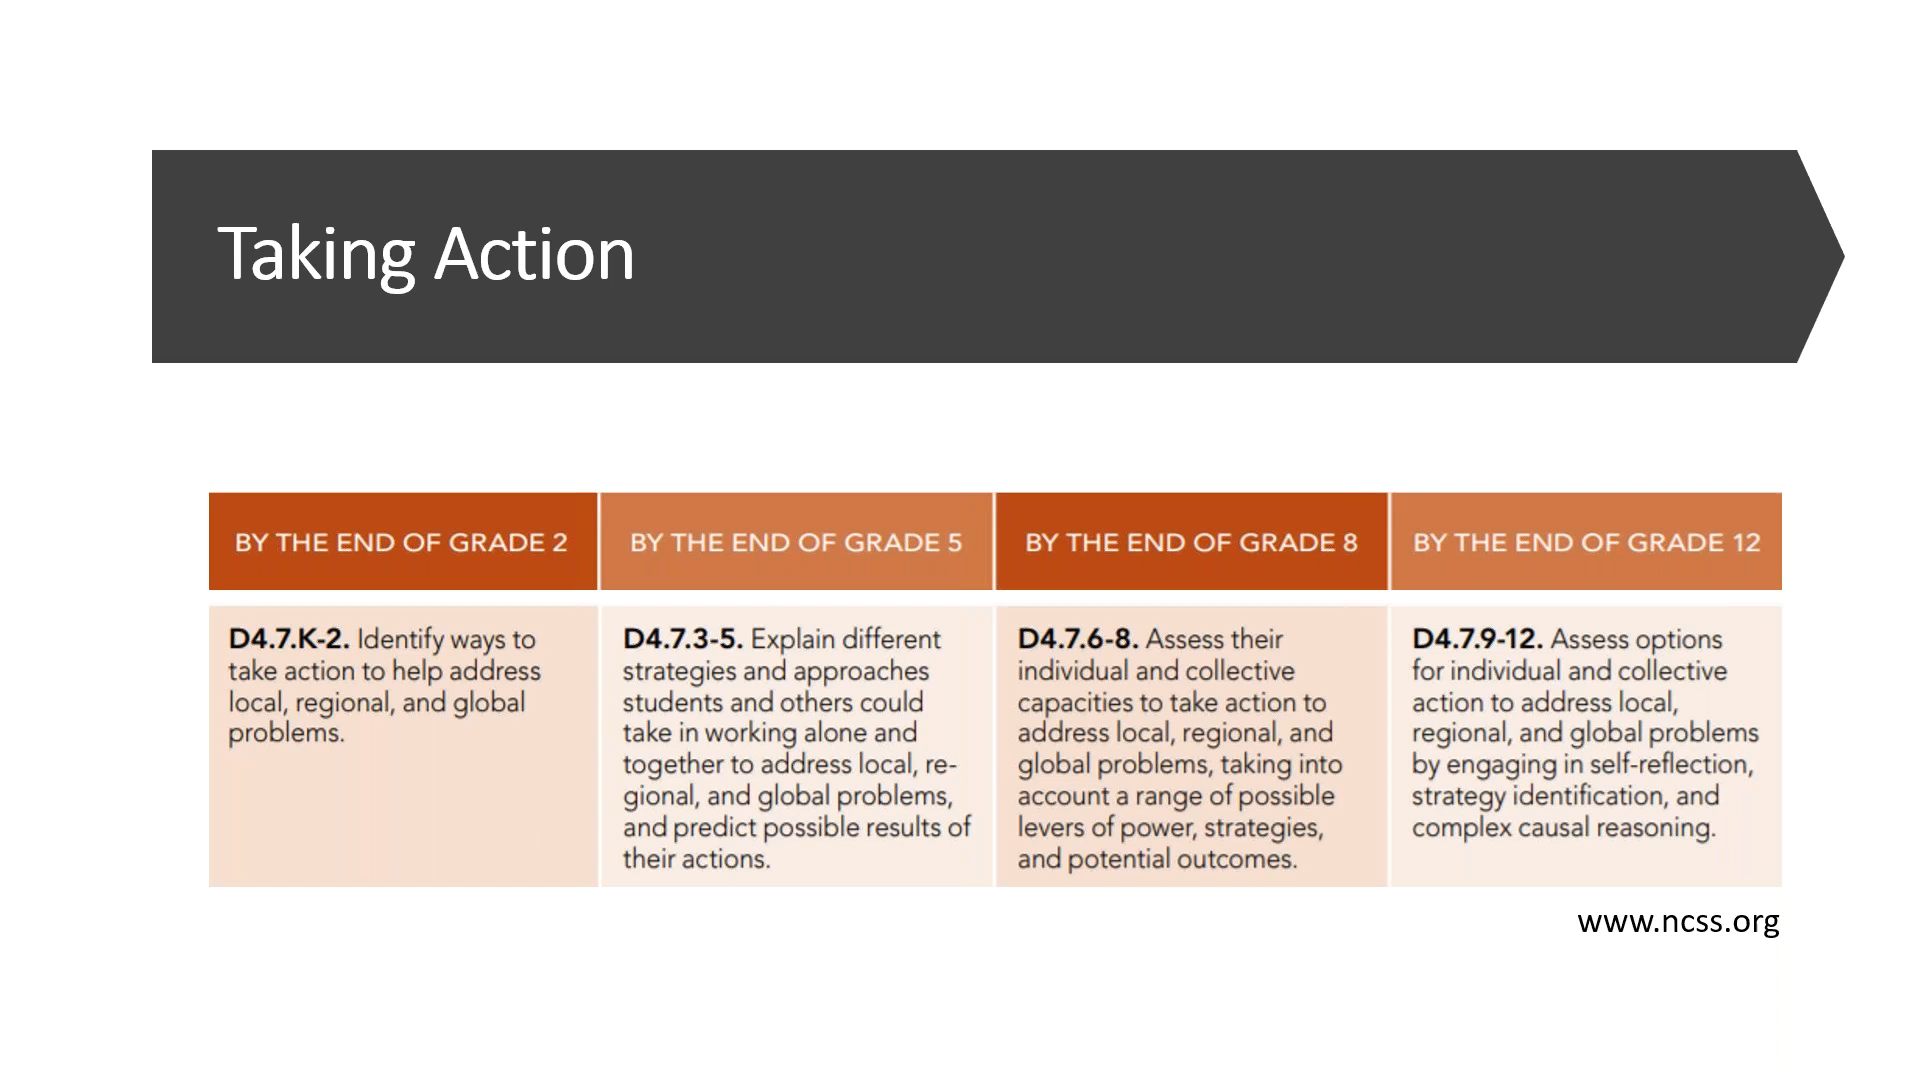 Taking Action
BY THE END OF GRADE 2
BY THE END OF GRADE 5
BY THE END OF GRADE 8
BY THE END OF GRADE 12
D4.7.K-2. Identify ways to
take action to help address
local, regional, and global
problems.
D4.7.3-5. Explain different
strategies and approaches
students and others could
take in working alone and
together to address local, re-
gional, and global problems,
and predict possible results of
their actions.
D4.7.6-8. Assess their
individual and collective
capacities to take action to
address local, regional, and
global problems, taking into
account a range of possible
levers of power, strategies,
and potential outcomes.
D4.7.9-12. Assess options
for individual and collective
action to address local,
regional, and global problems
by engaging in self-reflection,
strategy identification, and
complex causal reasoning.
www.ncss.org